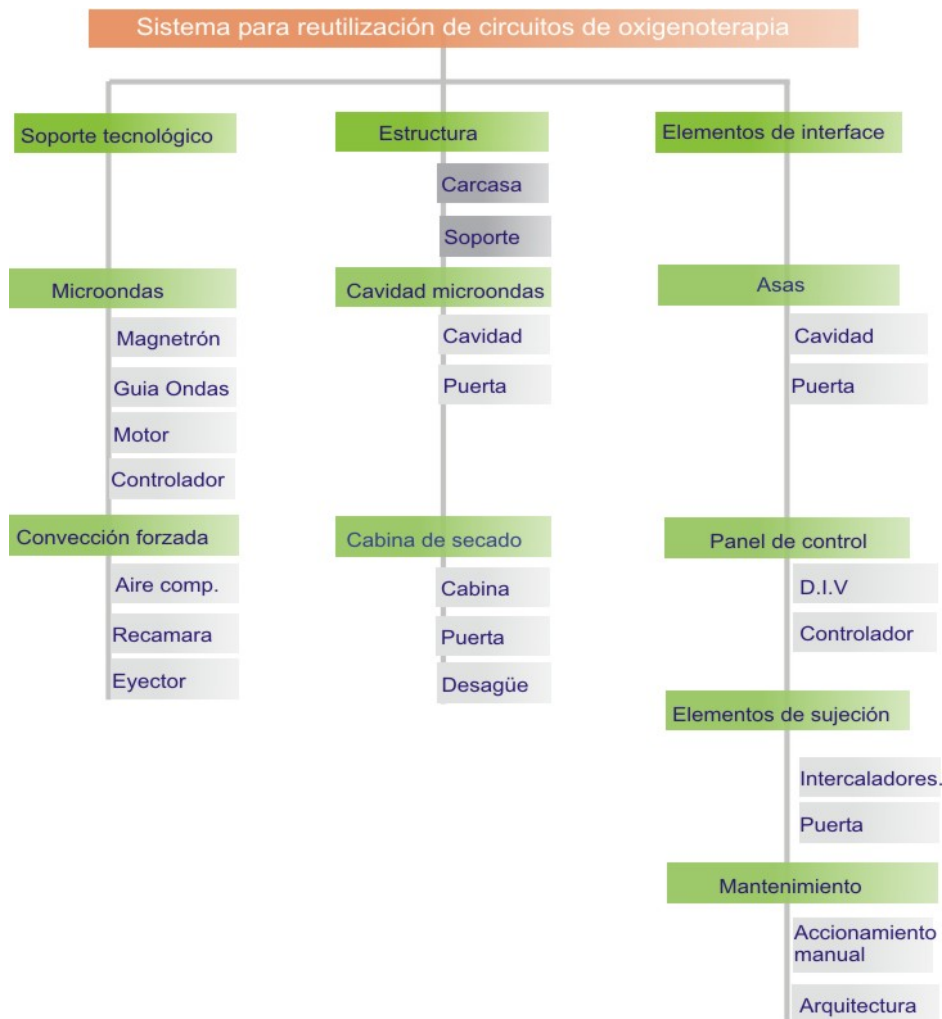 Sistema para reutilización de circuitos de oxigenoterapia
Soporte tecnológico
Microondas
Magnetrón
Guia Ondas
Motor
Controlador
Convección forzada
Aire comp.
Recamara
Eyector
Estructura
Carcasa
Soporte
Cavidad microondas
Cavidad
Puerta
Cabina de secado
Cabina
Puerta
Desagüe
Elementos de interface
Asas
Cavidad
Puerta
Panel de control
D.I.V
Controlador
Elementos de sujeción
Intercaladores.
Puerta
Mantenimiento
Accionamiento
manual
Arquitectura